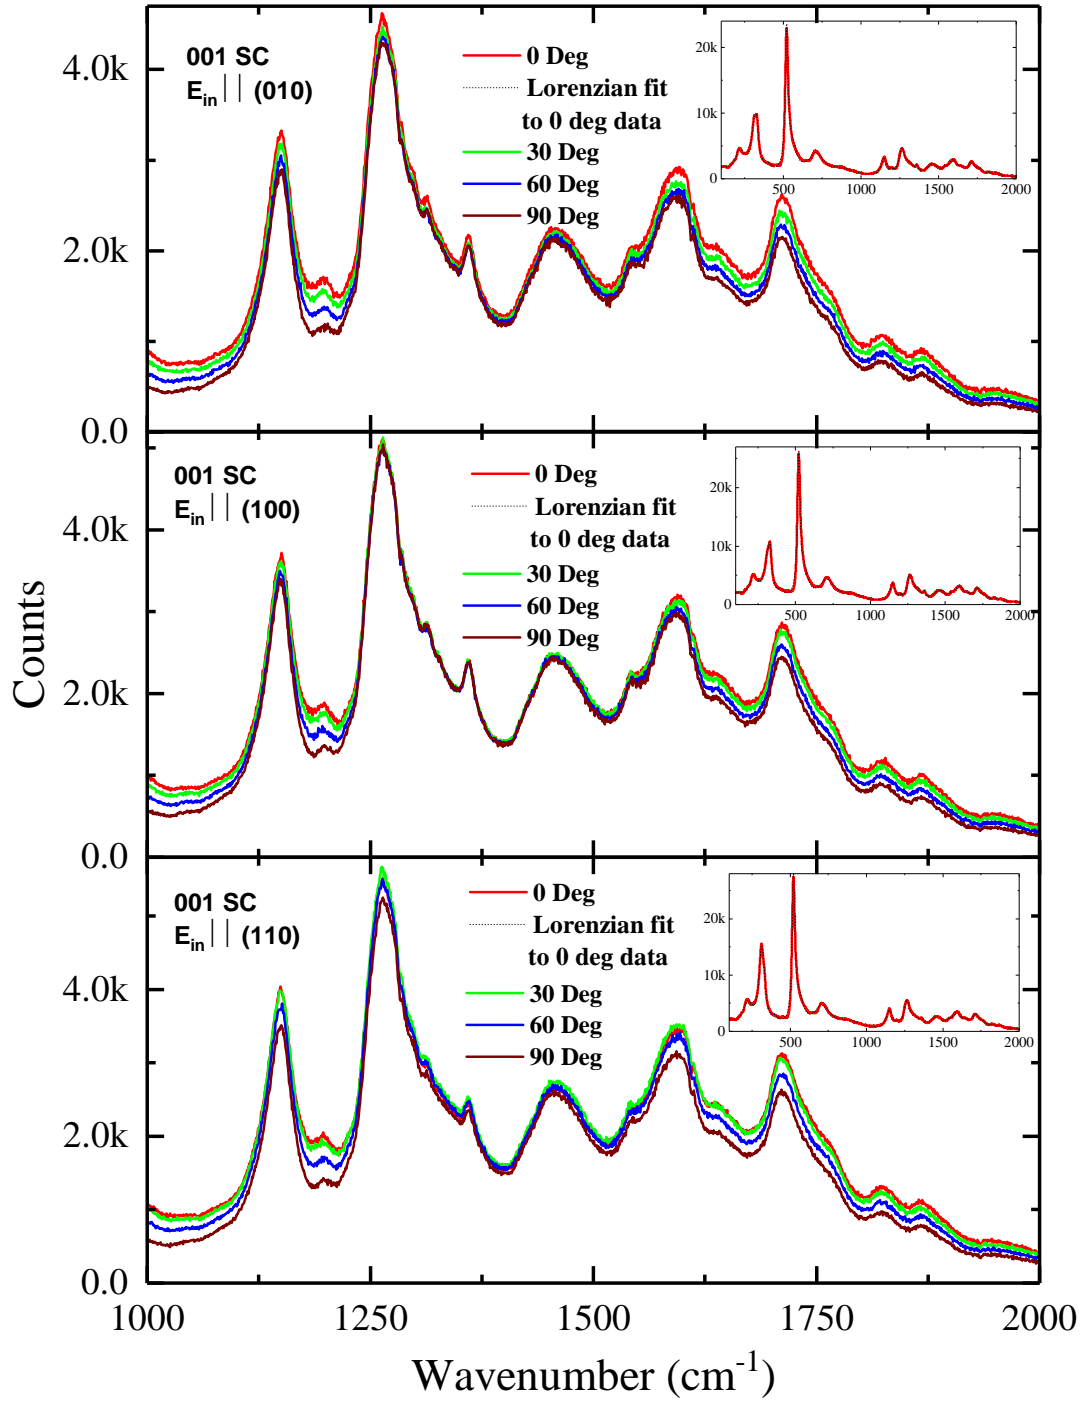 4.0k
2.0k
0.0
001 SC
E_in || (010)
0 Deg
Lorenzian fit
to 0 deg data
30 Deg
60 Deg
90 Deg
20k
10k
0
500 1000 1500 2000
4.0k
2.0k
0.0
001 SC
E_in || (100)
0 Deg
Lorenzian fit
to 0 deg data
30 Deg
60 Deg
90 Deg
20k
10k
0
500 1000 1500 2000
4.0k
2.0k
0.0
001 SC
E_in || (110)
0 Deg
Lorenzian fit
to 0 deg data
30 Deg
60 Deg
90 Deg
20k
10k
0
500 1000 1500 2000
Counts
1000 1250 1500 1750 2000
Wavenumber (cm⁻¹)